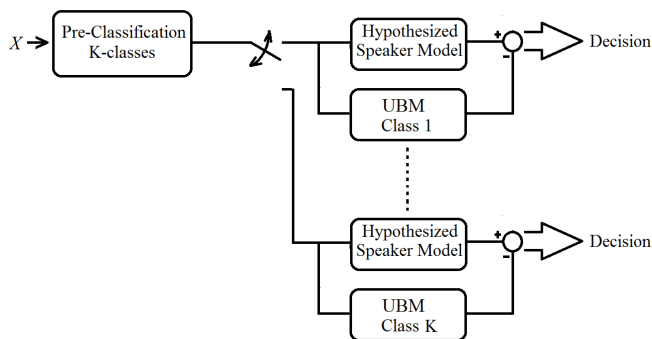 X
Pre-Classification
K-classes
Hypothesized
Speaker Model
+
-
Decision
UBM
Class 1
Hypothesized
Speaker Model
+
-
Decision
UBM
Class K